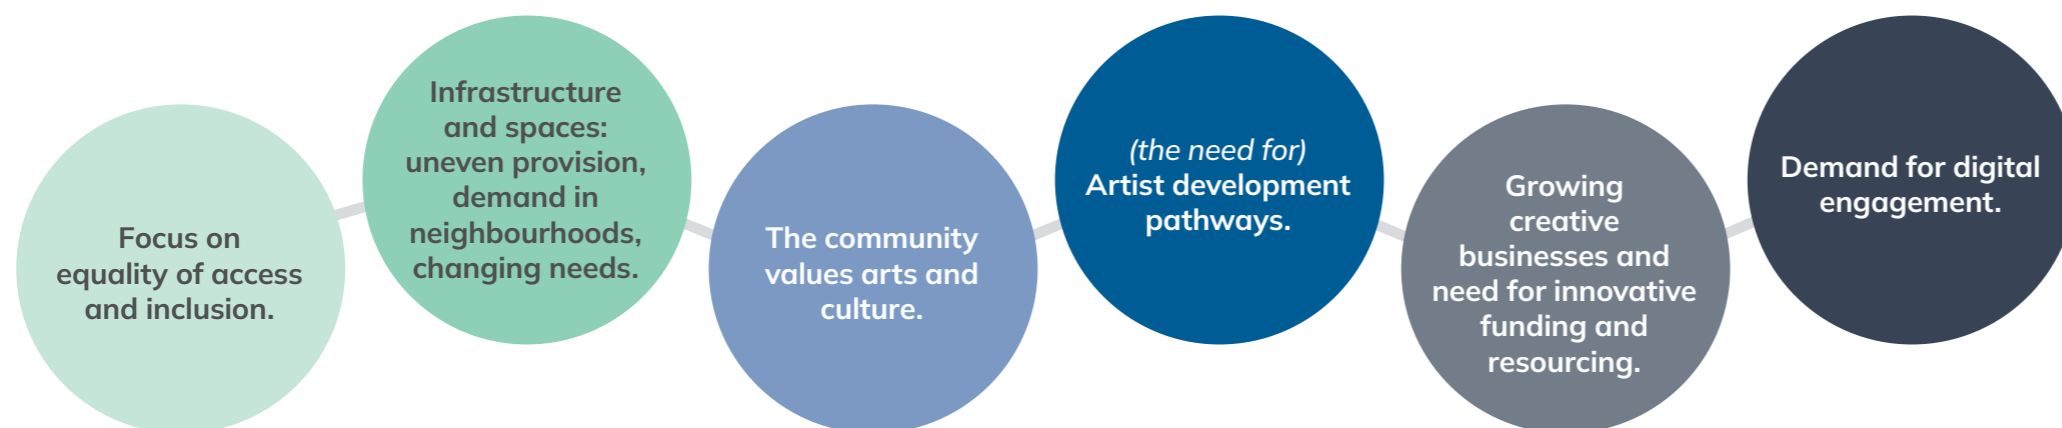 Focus on
equality of access
and inclusion.
Infrastructure
and spaces:
uneven provision,
demand in
neighbourhoods,
changing needs.
The community
values arts and
culture.
(the need for)
Artist development
pathways.
Growing
creative
businesses and
need for innovative
funding and
resourcing.
Demand for digital
engagement.